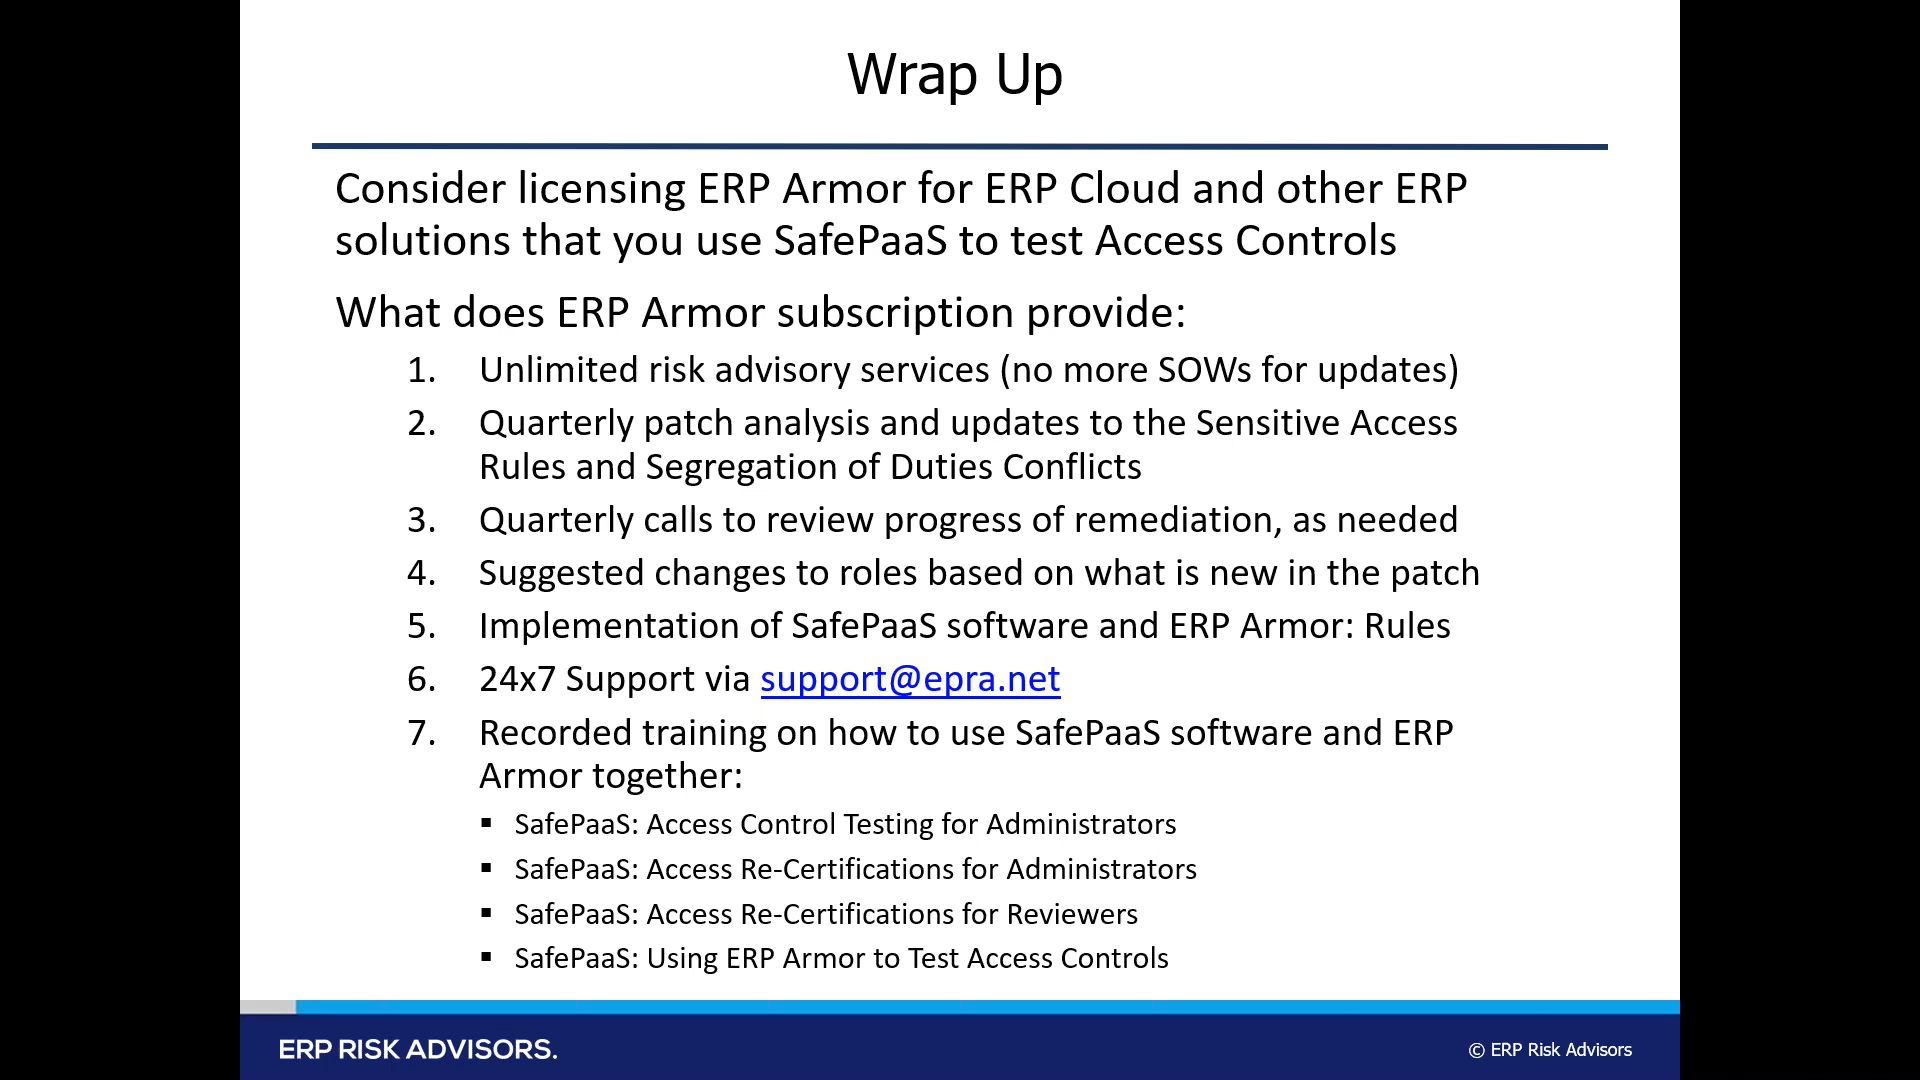 Wrap Up
Consider licensing ERP Armor for ERP Cloud and other ERP
solutions that you use SafePaaS to test Access Controls
What does ERP Armor subscription provide:
1. Unlimited risk advisory services (no more SOWs for updates)
2. Quarterly patch analysis and updates to the Sensitive Access
Rules and Segregation of Duties Conflicts
3. Quarterly calls to review progress of remediation, as needed
4. Suggested changes to roles based on what is new in the patch
5. Implementation of SafePaaS software and ERP Armor: Rules
6. 24x7 Support via support@epra.net
7. Recorded training on how to use SafePaaS software and ERP
Armor together:
▪ SafePaaS: Access Control Testing for Administrators
▪ SafePaaS: Access Re-Certifications for Administrators
▪ SafePaaS: Access Re-Certifications for Reviewers
▪ SafePaaS: Using ERP Armor to Test Access Controls
ERP RISK ADVISORS.
© ERP Risk Advisors